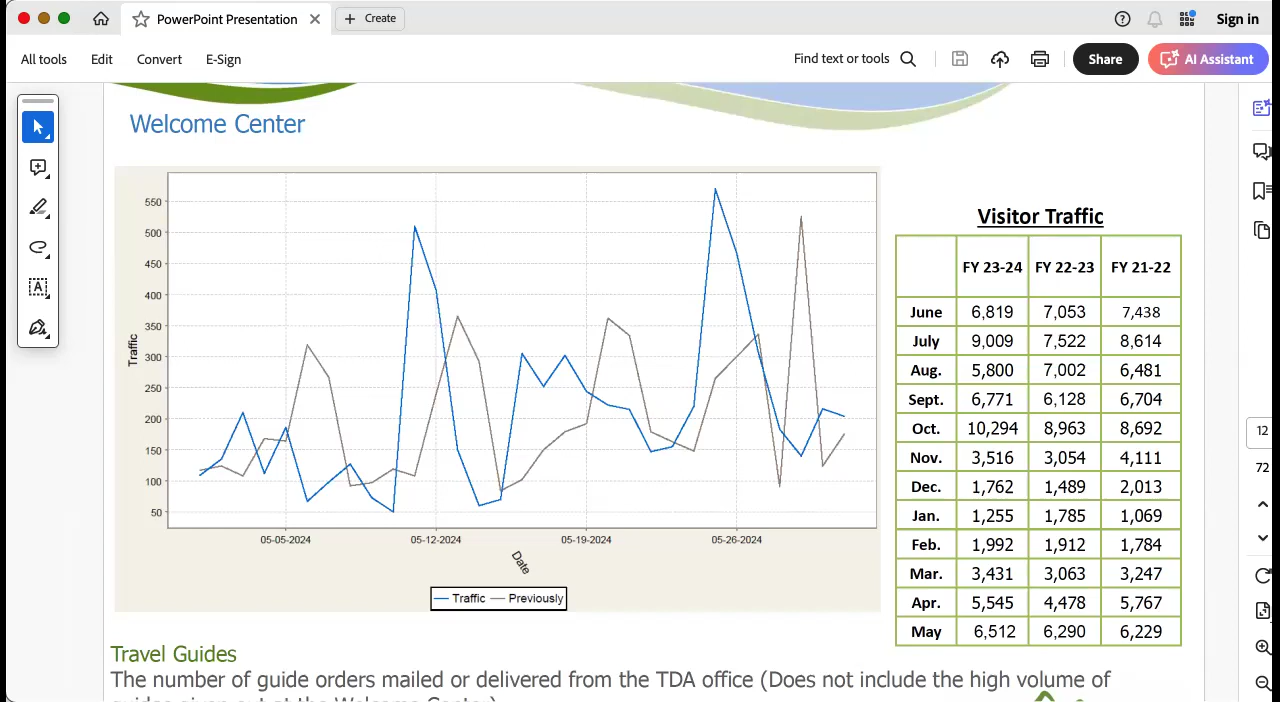 PowerPoint Presentation
Create
Sign in
All tools Edit Convert E-Sign
Find text or tools
Share
AI Assistant
Welcome Center
550
500
450
400
350
300
250
200
150
100
50
Traffic
05-05-2024 05-12-2024 05-19-2024 05-26-2024
Date
Traffic Previously
Visitor Traffic
FY 23-24 FY 22-23 FY 21-22
June 6,819 7,053 7,438
July 9,009 7,522 8,614
Aug. 5,800 7,002 6,481
Sept. 6,771 6,128 6,704
Oct. 10,294 8,963 8,692
Nov. 3,516 3,054 4,111
Dec. 1,762 1,489 2,013
Jan. 1,255 1,785 1,069
Feb. 1,992 1,912 1,784
Mar. 3,431 3,063 3,247
Apr. 5,545 4,478 5,767
May 6,512 6,290 6,229
12
72
Travel Guides
The number of guide orders mailed or delivered from the TDA office (Does not include the high volume of
guides given out at the Welcome Center)